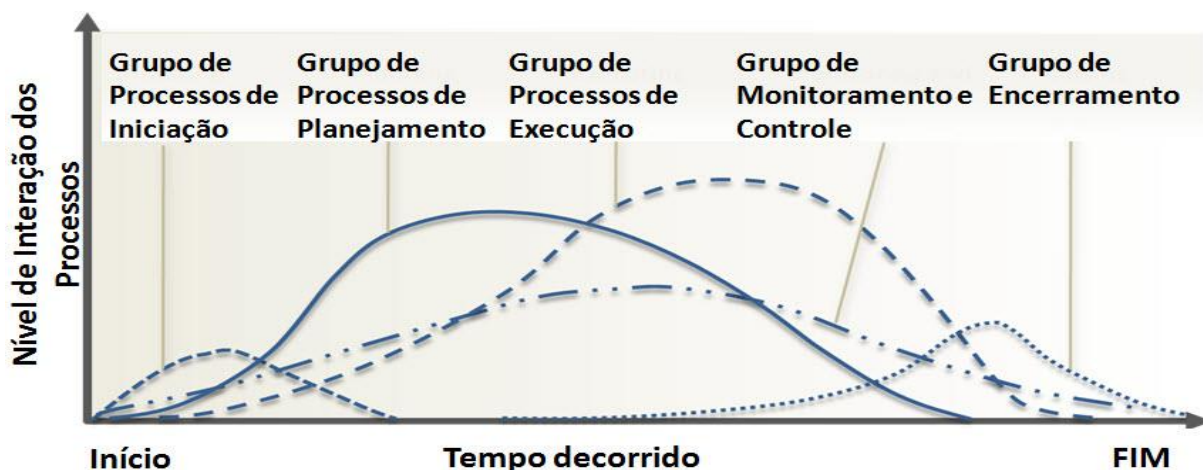 Grupo de
Processos de
Iniciação
Grupo de
Processos de
Planejamento
Grupo de
Processos de
Execução
Grupo de
Monitoramento e
Controle
Grupo de
Encerramento
Nível de Interação dos
Processos
Início
Tempo decorrido
FIM